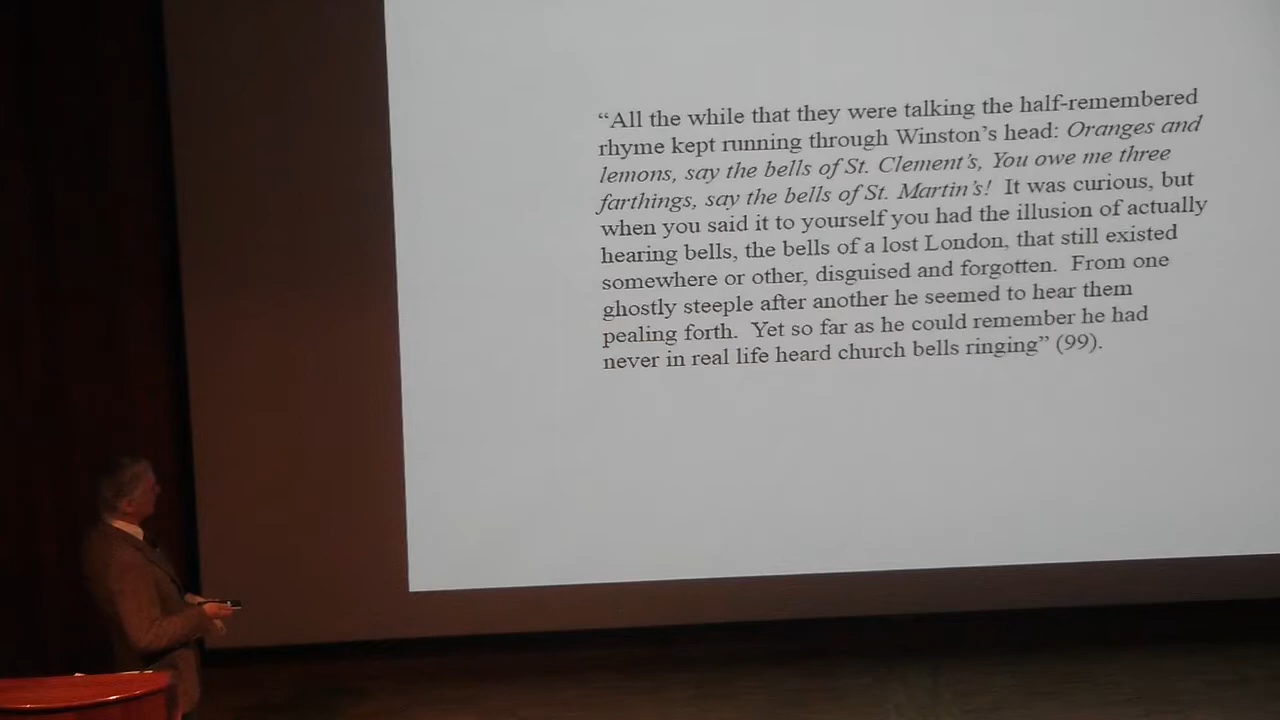 “All the while that they were talking the half-remembered
rhyme kept running through Winston’s head: Oranges and
lemons, say the bells of St. Clement’s, You owe me three
farthings, say the bells of St. Martin’s! It was curious, but
when you said it to yourself you had the illusion of actually
hearing bells, the bells of a lost London, that still existed
somewhere or other, disguised and forgotten. From one
ghostly steeple after another he seemed to hear them
pealing forth. Yet so far as he could remember he had
never in real life heard church bells ringing” (99).